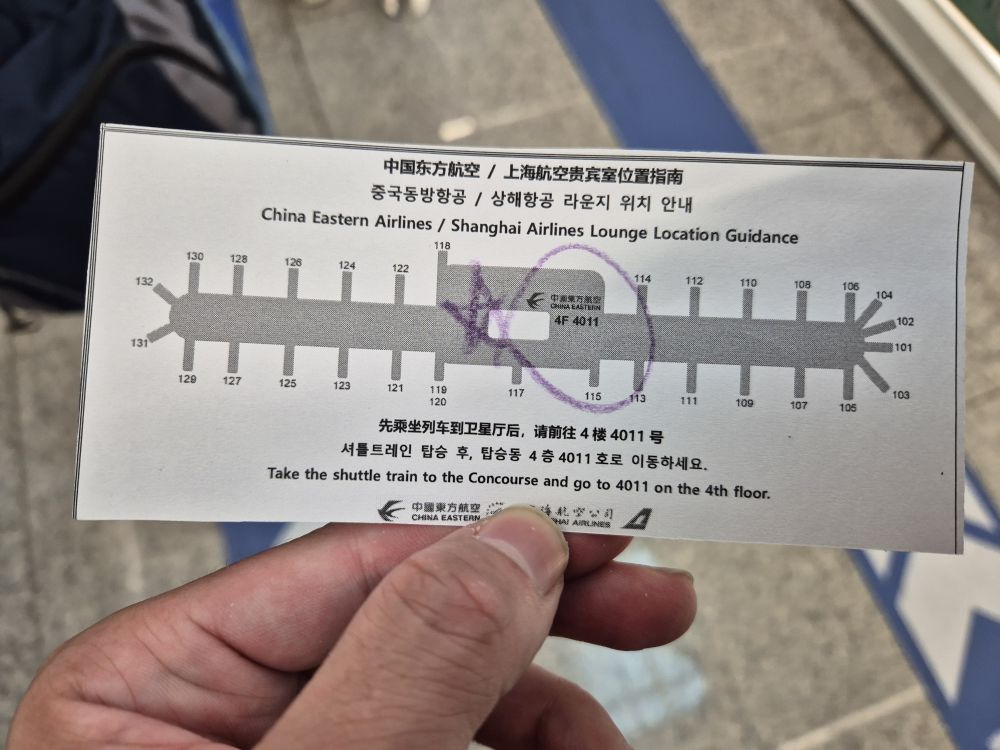 中国东方航空 / 上海航空贵宾室位置指南
중국동방항공 / 상해항공 라운지 위치 안내
China Eastern Airlines / Shanghai Airlines Lounge Location Guidance
118
130 128 126 124 122 114 112 110 108 106 104
132 102
中國東方航空
CHINA EASTERN
4F 4011
131 101
129 127 125 123 121 119 117 115 113 111 109 107 105 103
120
先乘坐列车到卫星厅后，请前往 4 楼 4011 号
셔틀트레인 탑승 후, 탑승동 4 층 4011 호로 이동하세요.
Take the shuttle train to the Concourse and go to 4011 on the 4th floor.
中國東方航空 海航空公司
CHINA EASTERN HAI AIRLINES